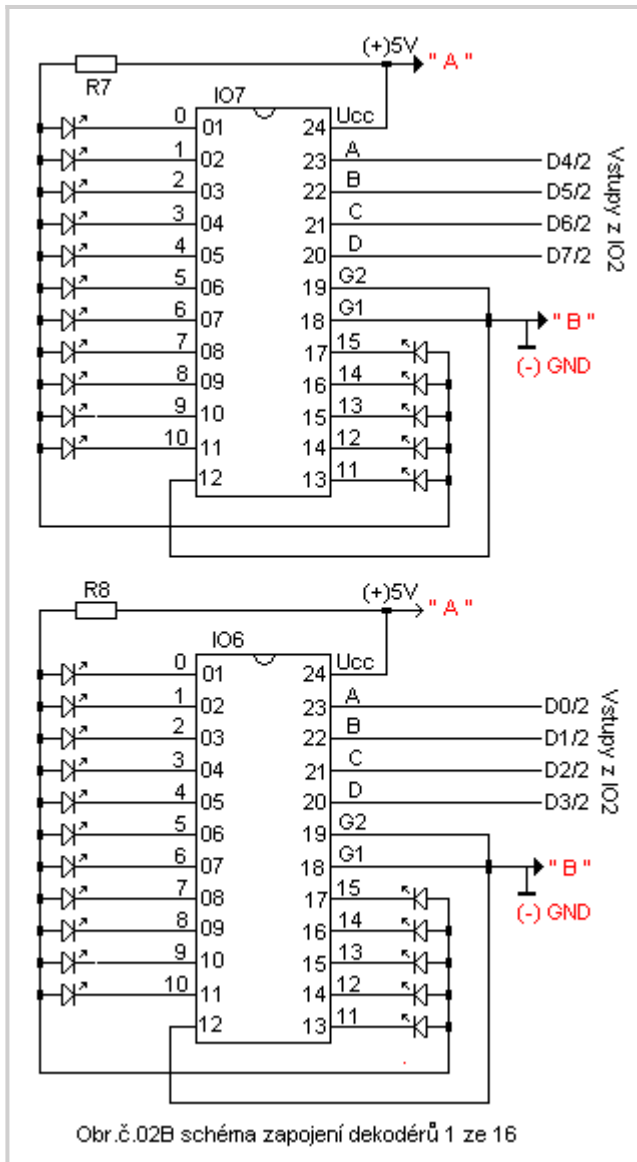 (+)5V " A "
R7
IO7
0 01 24 Ucc
1 02 23 A D4/2
2 03 22 B D5/2
3 04 21 C D6/2
4 05 20 D D7/2
Vstupy z IO2
5 06 19 G2
6 07 18 G1 " B "
7 08 17 15
(-) GND
8 09 16 14
9 10 15 13
10 11 14 12
12 13 11
(+)5V " A "
R8
IO6
0 01 24 Ucc
1 02 23 A D0/2
2 03 22 B D1/2
3 04 21 C D2/2
4 05 20 D D3/2
Vstupy z IO2
5 06 19 G2
6 07 18 G1 " B "
7 08 17 15
(-) GND
8 09 16 14
9 10 15 13
10 11 14 12
12 13 11
Obr.č.02B schéma zapojení dekodérů 1 ze 16